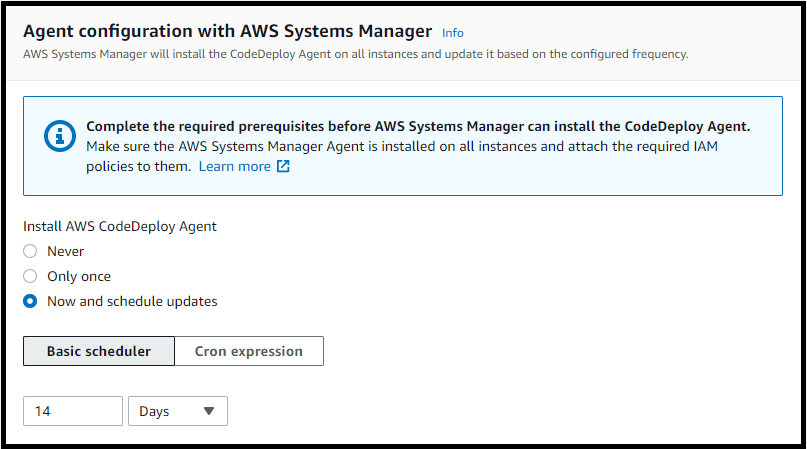 Agent configuration with AWS Systems Manager Info
AWS Systems Manager will install the CodeDeploy Agent on all instances and update it based on the configured frequency.
Complete the required prerequisites before AWS Systems Manager can install the CodeDeploy Agent.
Make sure the AWS Systems Manager Agent is installed on all instances and attach the required IAM
policies to them. Learn more
Install AWS CodeDeploy Agent
Never
Only once
Now and schedule updates
Basic scheduler Cron expression
14 Days